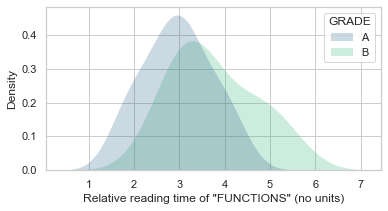 GRADE
A
B
Density
0.4
0.3
0.2
0.1
0.0
1 2 3 4 5 6 7
Relative reading time of "FUNCTIONS" (no units)